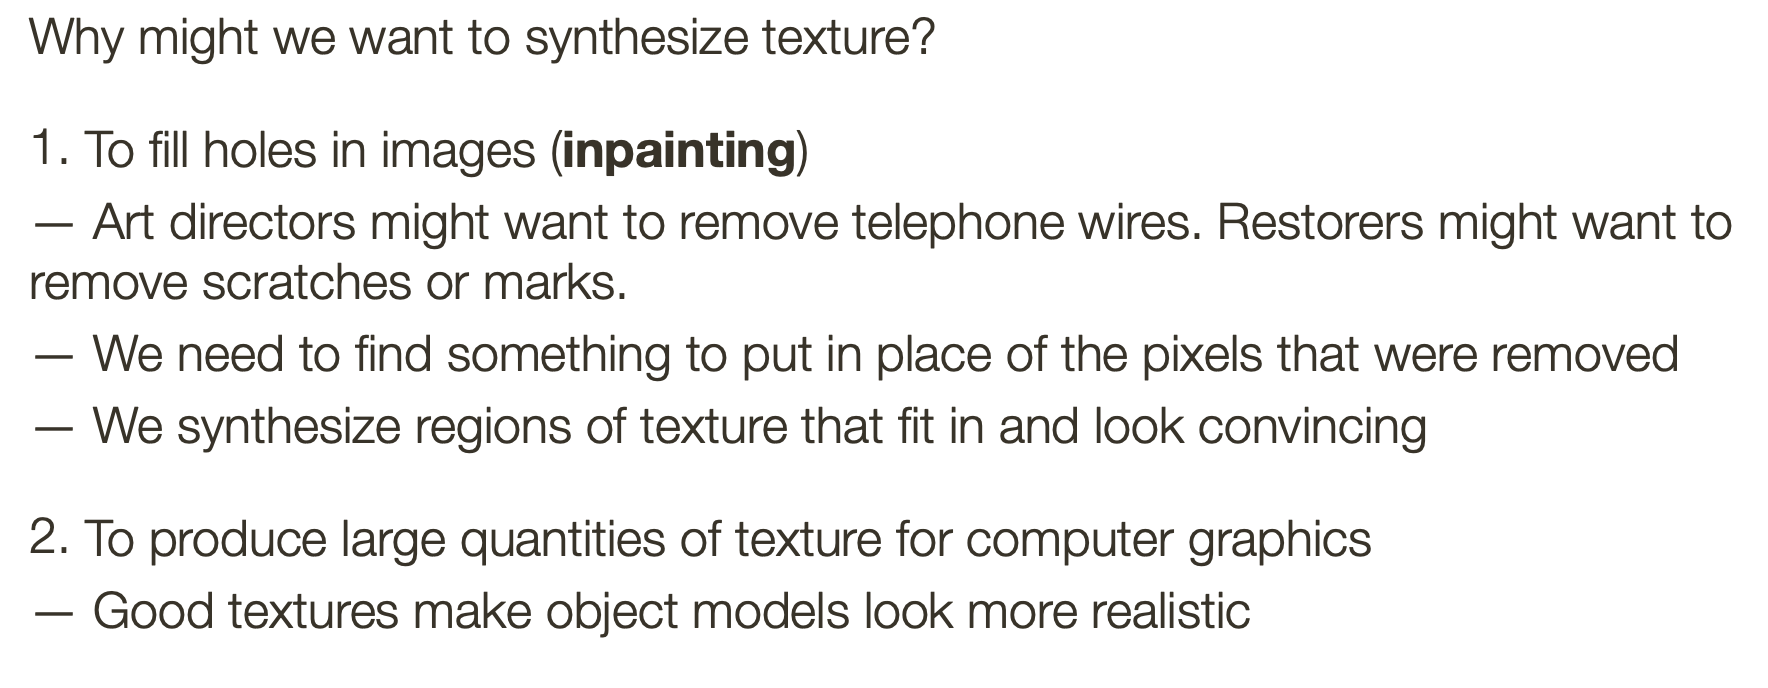 Why might we want to synthesize texture?
1. To fill holes in images (inpainting)
— Art directors might want to remove telephone wires. Restorers might want to
remove scratches or marks.
— We need to find something to put in place of the pixels that were removed
— We synthesize regions of texture that fit in and look convincing
2. To produce large quantities of texture for computer graphics
— Good textures make object models look more realistic